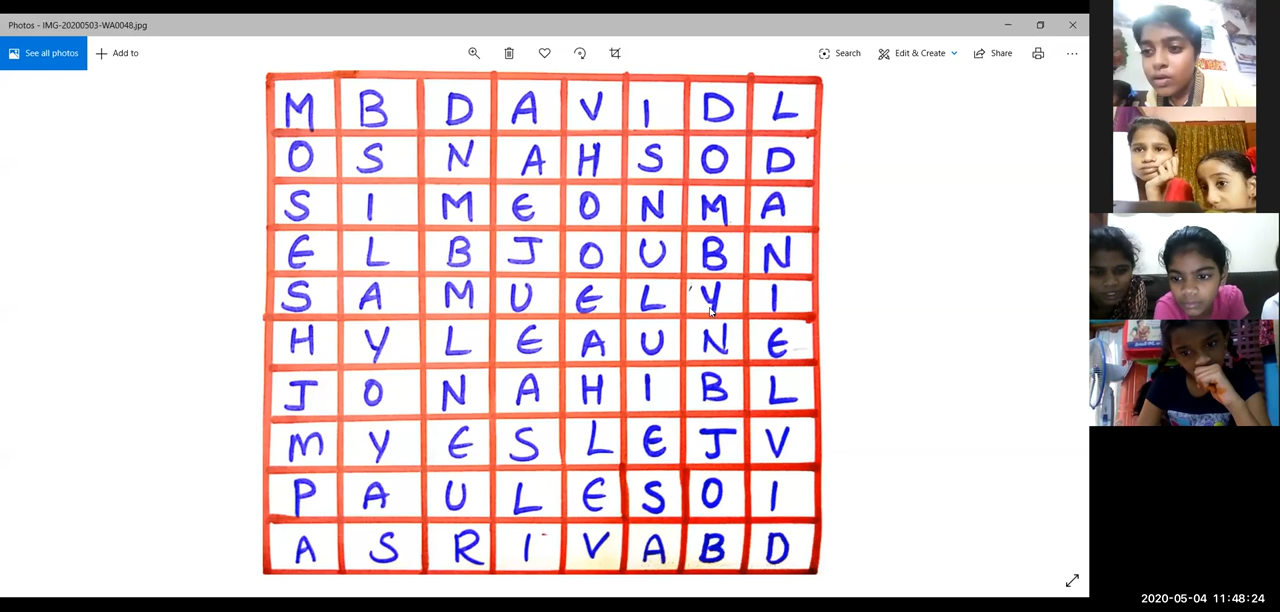 Photos - IMG-20200503-WA0048.jpg
See all photos + Add to Search Edit & Create Share
M B D A V I D L
O S N A H S O D
S I M E O N M A
E L B J O U B N
S A M U E L Y I
H Y L E A U N E
J O N A H I B L
M Y E S L E J V
P A U L E S O I
A S R I V A B D
2020-05-04 11:48:24